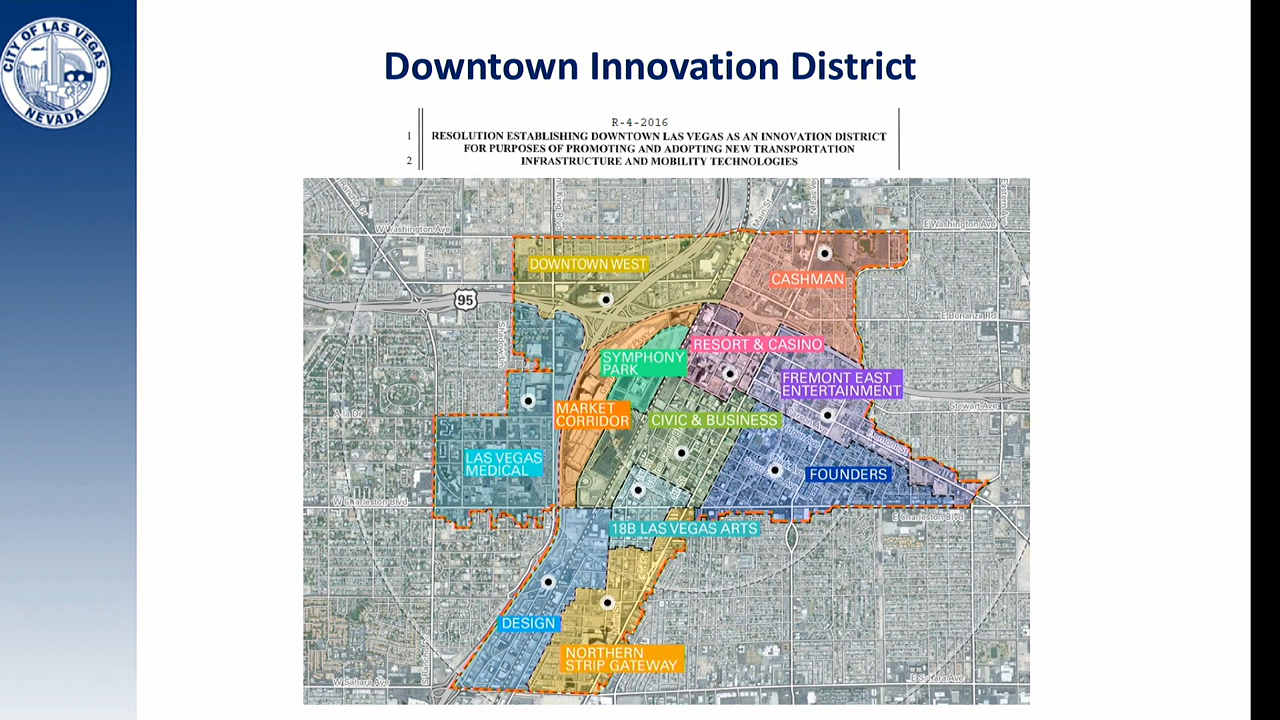 CITY OF LAS VEGAS
NEVADA
Downtown Innovation District
R-4-2016
1 RESOLUTION ESTABLISHING DOWNTOWN LAS VEGAS AS AN INNOVATION DISTRICT
FOR PURPOSES OF PROMOTING AND ADOPTING NEW TRANSPORTATION
2 INFRASTRUCTURE AND MOBILITY TECHNOLOGIES
W Washington Ave
E Washington Ave
Main St
DOWNTOWN WEST
CASHMAN
95
E Bonanza Rd
RESORT & CASINO
SYMPHONY
PARK
FREMONT EAST
ENTERTAINMENT
Stewart Ave
MARKET
CORRIDOR
CIVIC & BUSINESS
Fremont St
LAS VEGAS
MEDICAL
FOUNDERS
W Charleston Blvd
E Charleston Blvd
18B LAS VEGAS ARTS
DESIGN
NORTHERN
STRIP GATEWAY
W Sahara Ave
E Sahara Ave